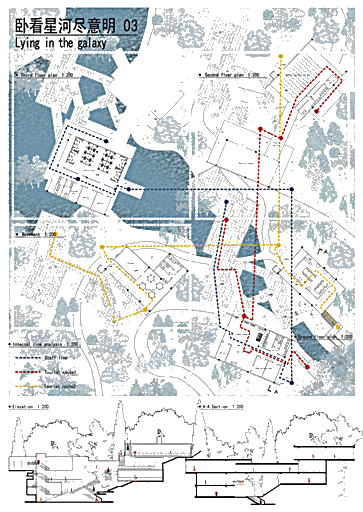 卧看星河尽意明 03
Lying in the galaxy
Third floor plan 1:200
Second floor plan 1:200
Basement 1:200
Ground floor plan 1:200
Internal line analysis 1:200
Staff line
Tourist route1
Tourist route2
Elevation 1:200
A-A Section 1:200